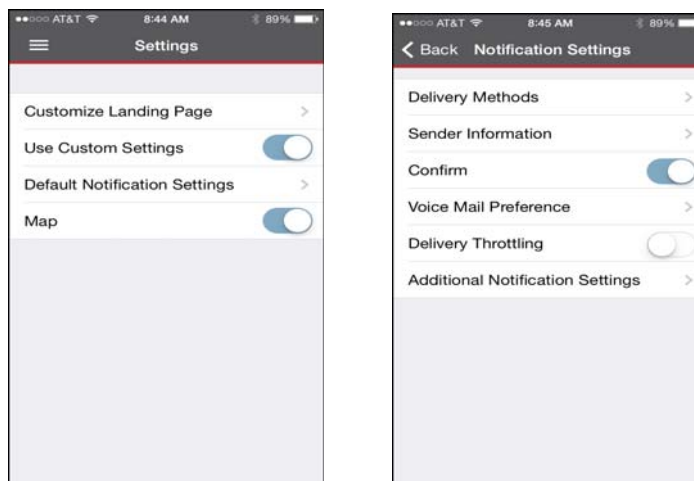 AT&T 8:44 AM 89%
Settings
Customize Landing Page
Use Custom Settings
Default Notification Settings
Map
AT&T 8:45 AM 89%
Back Notification Settings
Delivery Methods
Sender Information
Confirm
Voice Mail Preference
Delivery Throttling
Additional Notification Settings